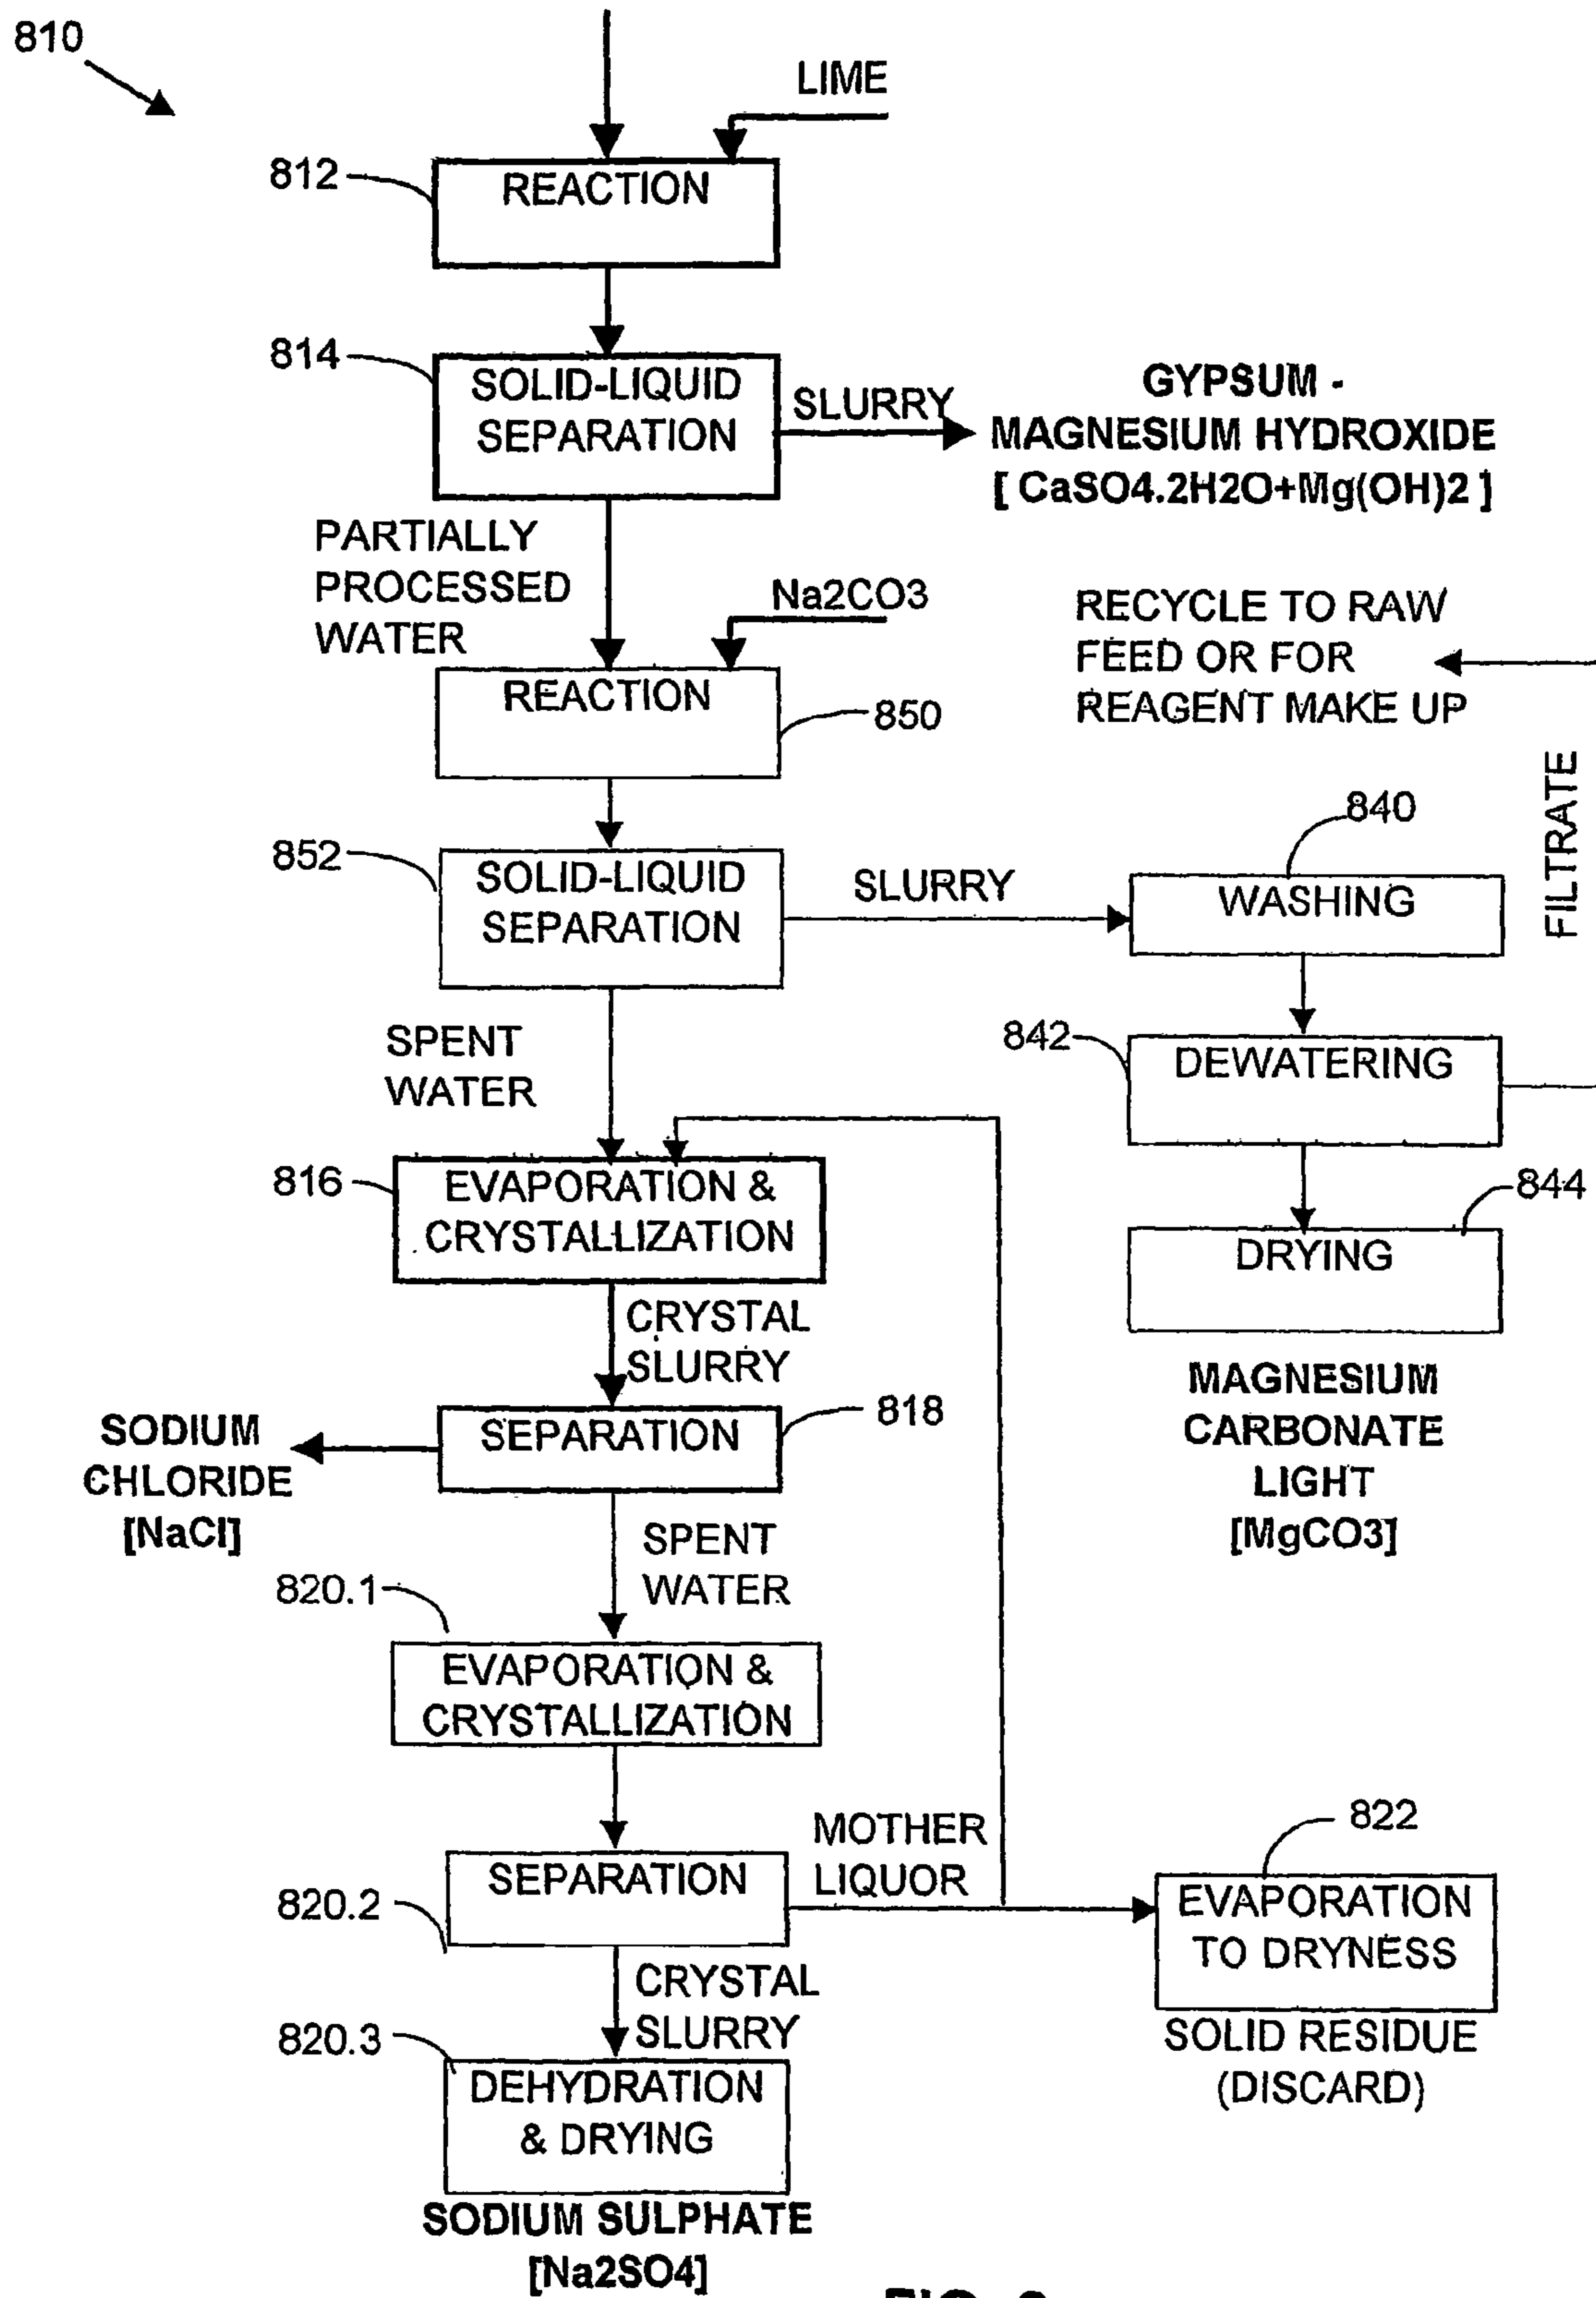 810
LIME
812
REACTION
814
SOLID-LIQUID
SEPARATION
SLURRY
GYPSUM -
MAGNESIUM HYDROXIDE
[ CaSO4.2H2O+Mg(OH)2 ]
PARTIALLY
PROCESSED
WATER
Na2CO3
RECYCLE TO RAW
FEED OR FOR
REAGENT MAKE UP
REACTION
850
FILTRATE
852
SOLID-LIQUID
SEPARATION
SLURRY
840
WASHING
SPENT
WATER
842
DEWATERING
816
EVAPORATION &
CRYSTALLIZATION
844
DRYING
CRYSTAL
SLURRY
MAGNESIUM
CARBONATE
LIGHT
[MgCO3]
SODIUM
CHLORIDE
[NaCl]
SEPARATION
818
SPENT
WATER
820.1
EVAPORATION &
CRYSTALLIZATION
820.2
SEPARATION
MOTHER
LIQUOR
822
EVAPORATION
TO DRYNESS
SOLID RESIDUE
(DISCARD)
CRYSTAL
SLURRY
820.3
DEHYDRATION
& DRYING
SODIUM SULPHATE
[Na2SO4]